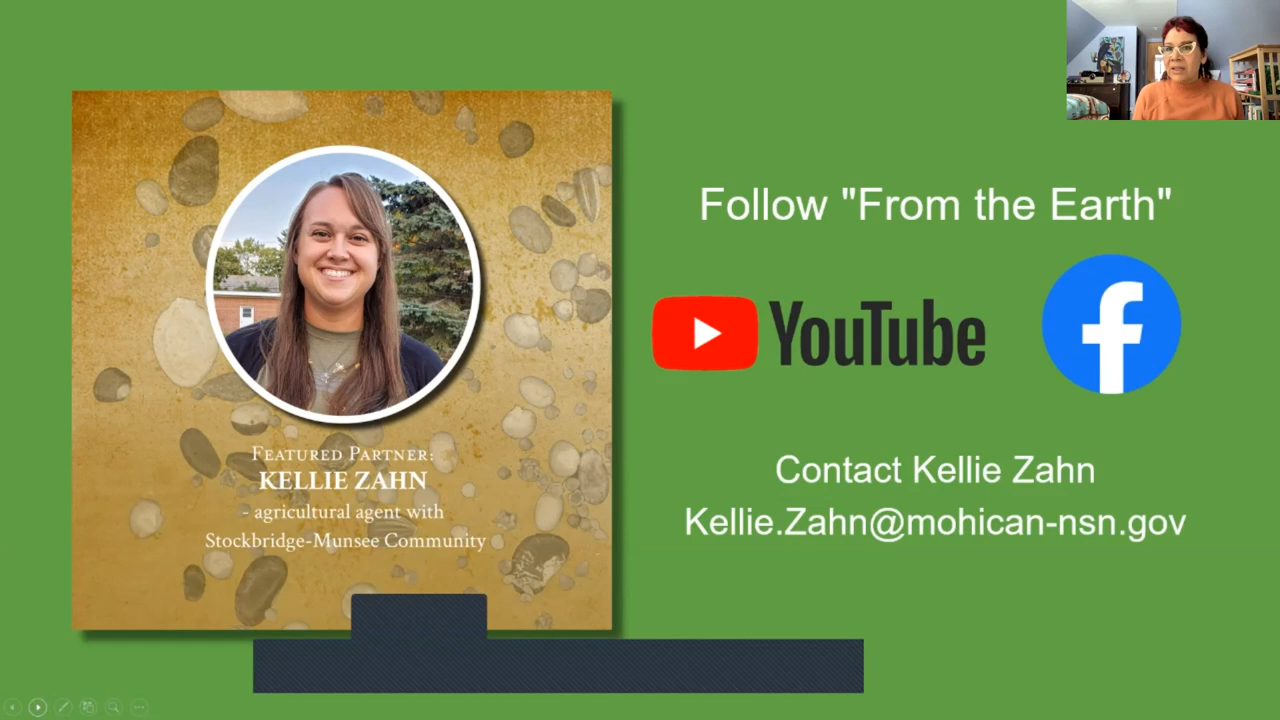 Follow "From the Earth"
YouTube
f
FEATURED PARTNER:
KELLIE ZAHN
- agricultural agent with
Stockbridge-Munsee Community
Contact Kellie Zahn
Kellie.Zahn@mohican-nsn.gov